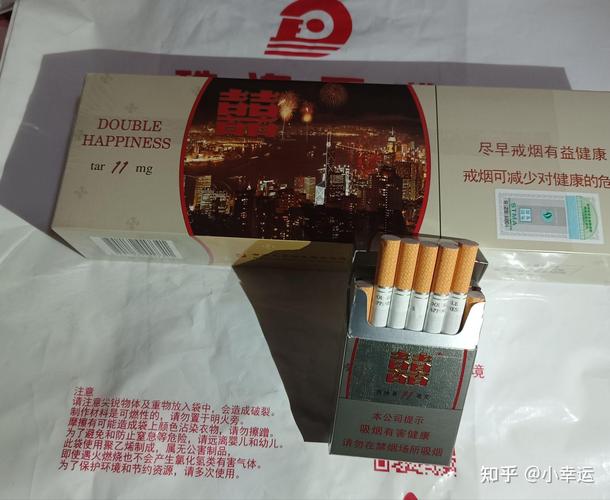 囍
DOUBLE
HAPPINESS
tar 11 mg
尽早戒烟有益健康
戒烟可减少对健康的危
STMA
囍
本公司提示
吸烟有害健康
请勿在禁烟场所吸烟
境
注意
请注意尖锐物体及重物放入袋中，会造成破裂。
制作材料是可燃性的，请勿置于明火旁。
摩擦有可能造成袋上颜色沾染衣物，请勿擦蹭。
为了避免和防止窒息等危险，请远离婴儿和幼儿。
此袋使用聚乙烯制成，属无公害制品，
即使遇火燃烧也不会产生氯化氢类有害气体。
为了保护环境和节约资源，请多次使用。
知乎 @小幸运